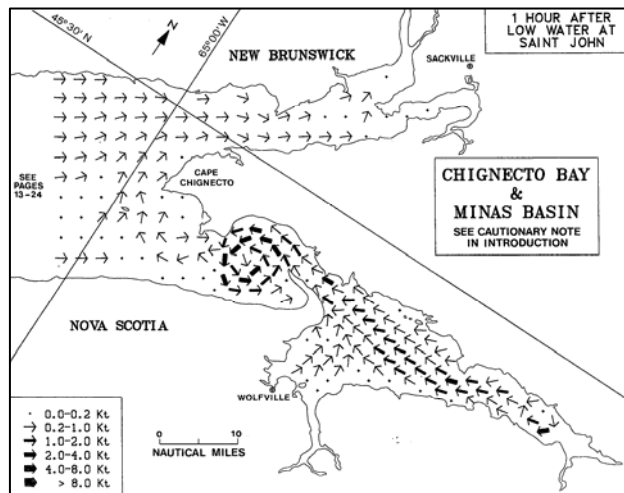 1 HOUR AFTER
LOW WATER AT
SAINT JOHN
45°30' N
65°00' W
N
NEW BRUNSWICK
SACKVILLE
SEE
PAGES
13-24
CAPE
CHIGNECTO
CHIGNECTO BAY
&
MINAS BASIN
SEE CAUTIONARY NOTE
IN INTRODUCTION
NOVA SCOTIA
WOLFVILLE
0.0-0.2 Kt
0.2-1.0 Kt
1.0-2.0 Kt
2.0-4.0 Kt
4.0-8.0 Kt
> 8.0 Kt
0 10
NAUTICAL MILES